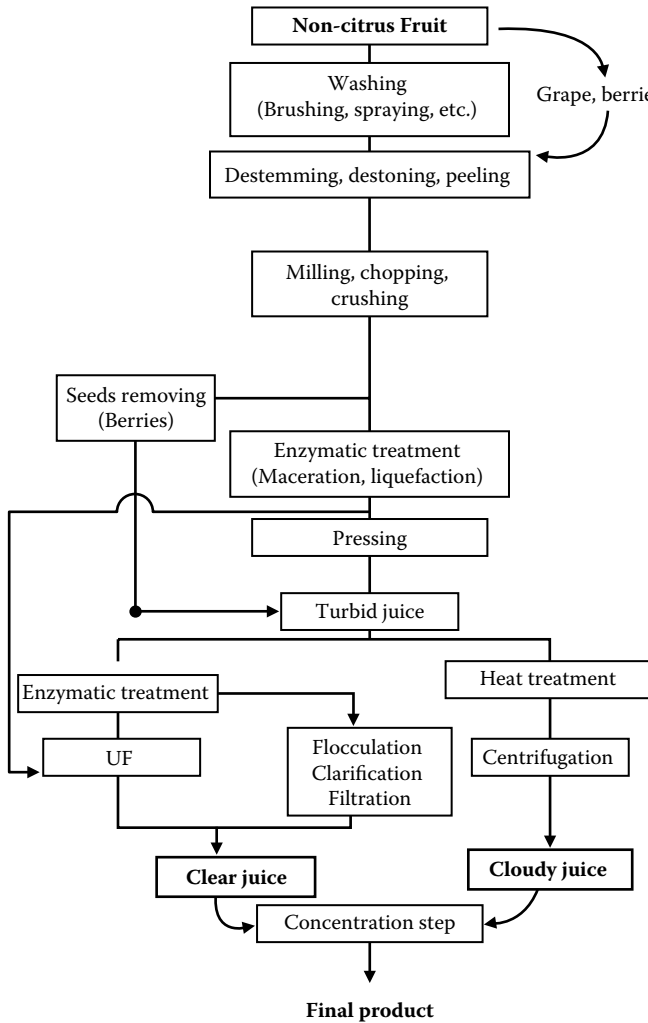 Non-citrus Fruit
Washing
(Brushing, spraying, etc.)
Grape, berrie
Destemming, destoning, peeling
Milling, chopping,
crushing
Seeds removing
(Berries)
Enzymatic treatment
(Maceration, liquefaction)
Pressing
Turbid juice
Enzymatic treatment
Heat treatment
UF
Flocculation
Clarification
Filtration
Centrifugation
Clear juice
Cloudy juice
Concentration step
Final product